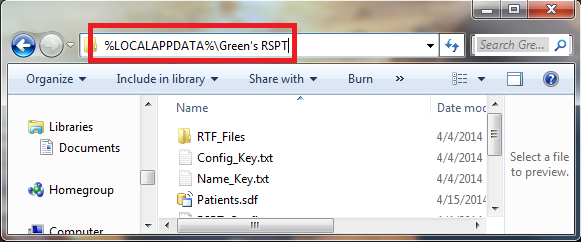 %LOCALAPPDATA%\Green's RSPT
Search Gre...
Organize Include in library Share with Burn »
Name Date mod
Libraries
Documents
Homegroup
Computer
RTF_Files 4/4/2014
Config_Key.txt 4/4/2014
Name_Key.txt 4/4/2014
Patients.sdf 4/15/2014
Select a file
to preview.